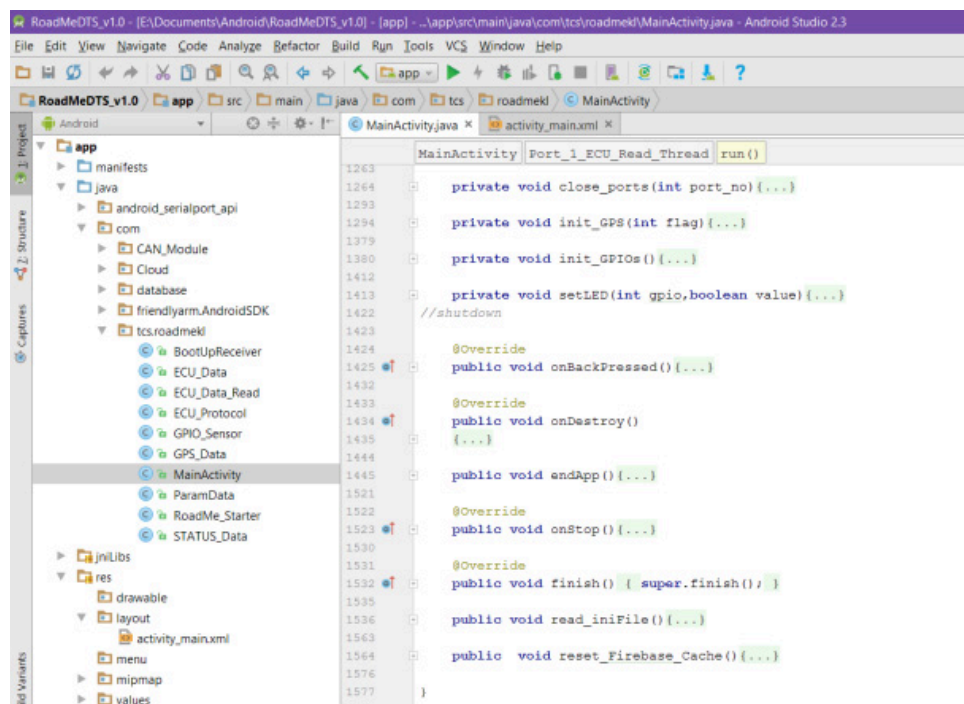 RoadMeDTS_v1.0 - [E:\Documents\Android\RoadMeDTS_v1.0] - [app] - ...\app\src\main\java\com\tcs\roadmekl\MainActivity.java - Android Studio 2.3
File Edit View Navigate Code Analyze Refactor Build Run Tools VCS Window Help
app
RoadMeDTS_v1.0 app src main java com tcs roadmekl MainActivity
Android
MainActivity.java × activity_main.xml ×
MainActivity Port_1_ECU_Read_Thread run()
1: Project
Z: Structure
Captures
app
manifests
java
android_serialport_api
com
CAN_Module
Cloud
database
friendlyarm.AndroidSDK
tcs.roadmekl
BootUpReceiver
ECU_Data
ECU_Data_Read
ECU_Protocol
GPIO_Sensor
GPS_Data
MainActivity
ParamData
RoadMe_Starter
STATUS_Data
jniLibs
res
drawable
layout
activity_main.xml
menu
mipmap
values
1263
1264 private void close_ports(int port_no){...}
1293
1294 private void init_GPS(int flag){...}
1379
1380 private void init_GPIOs(){...}
1412
1413 private void setLED(int gpio,boolean value){...}
1422 //shutdown
1423
1424 @Override
1425 public void onBackPressed(){...}
1432
1433 @Override
1434 public void onDestroy()
1435 {...}
1444
1445 public void endApp(){...}
1521
1522 @Override
1523 public void onStop(){...}
1530
1531 @Override
1532 public void finish() { super.finish(); }
1535
1536 public void read_iniFile(){...}
1563
1564 public void reset_Firebase_Cache(){...}
1576
1577 }